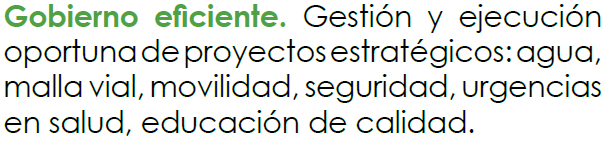 Gobierno eficiente. Gestión y ejecución
oportuna de proyectos estratégicos: agua,
malla vial, movilidad, seguridad, urgencias
en salud, educación de calidad.